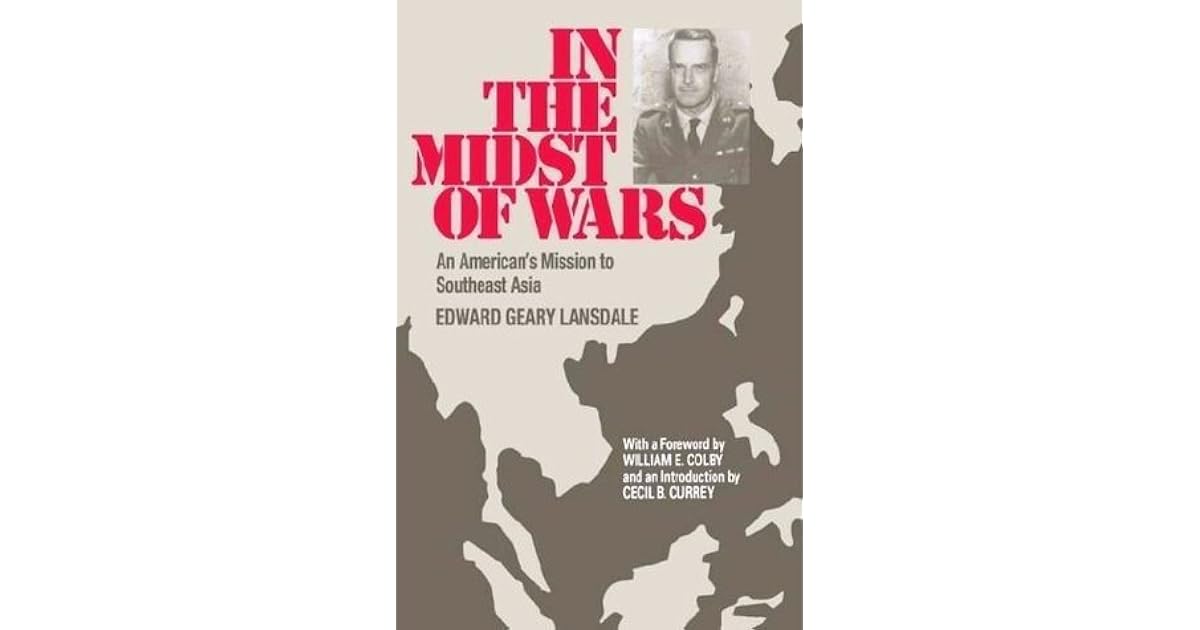 IN
THE
MIDST
OF WARS
An American's Mission to
Southeast Asia
EDWARD GEARY LANSDALE
With a Foreword by
WILLIAM E. COLBY
and an Introduction by
CECIL B. CURREY